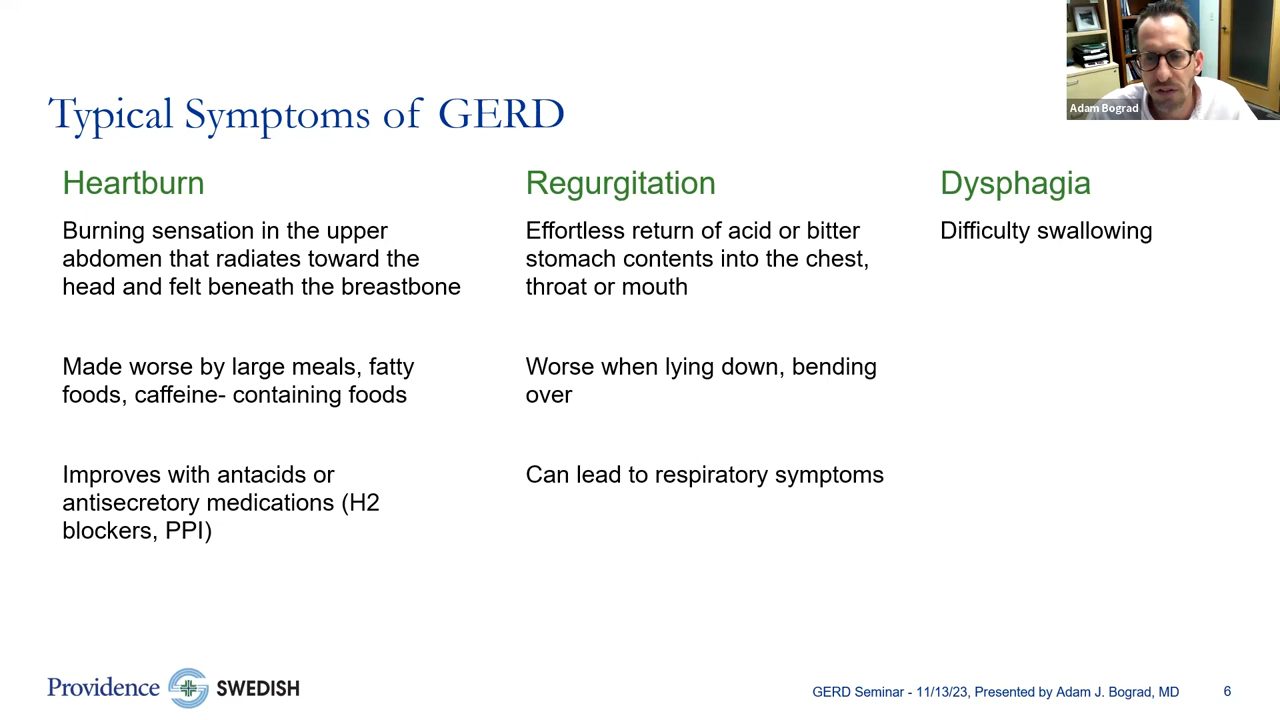 Adam Bograd
Typical Symptoms of GERD
Heartburn
Burning sensation in the upper
abdomen that radiates toward the
head and felt beneath the breastbone
Made worse by large meals, fatty
foods, caffeine- containing foods
Improves with antacids or
antisecretory medications (H2
blockers, PPI)
Regurgitation
Effortless return of acid or bitter
stomach contents into the chest,
throat or mouth
Worse when lying down, bending
over
Can lead to respiratory symptoms
Dysphagia
Difficulty swallowing
Providence SWEDISH
GERD Seminar - 11/13/23, Presented by Adam J. Bograd, MD 6